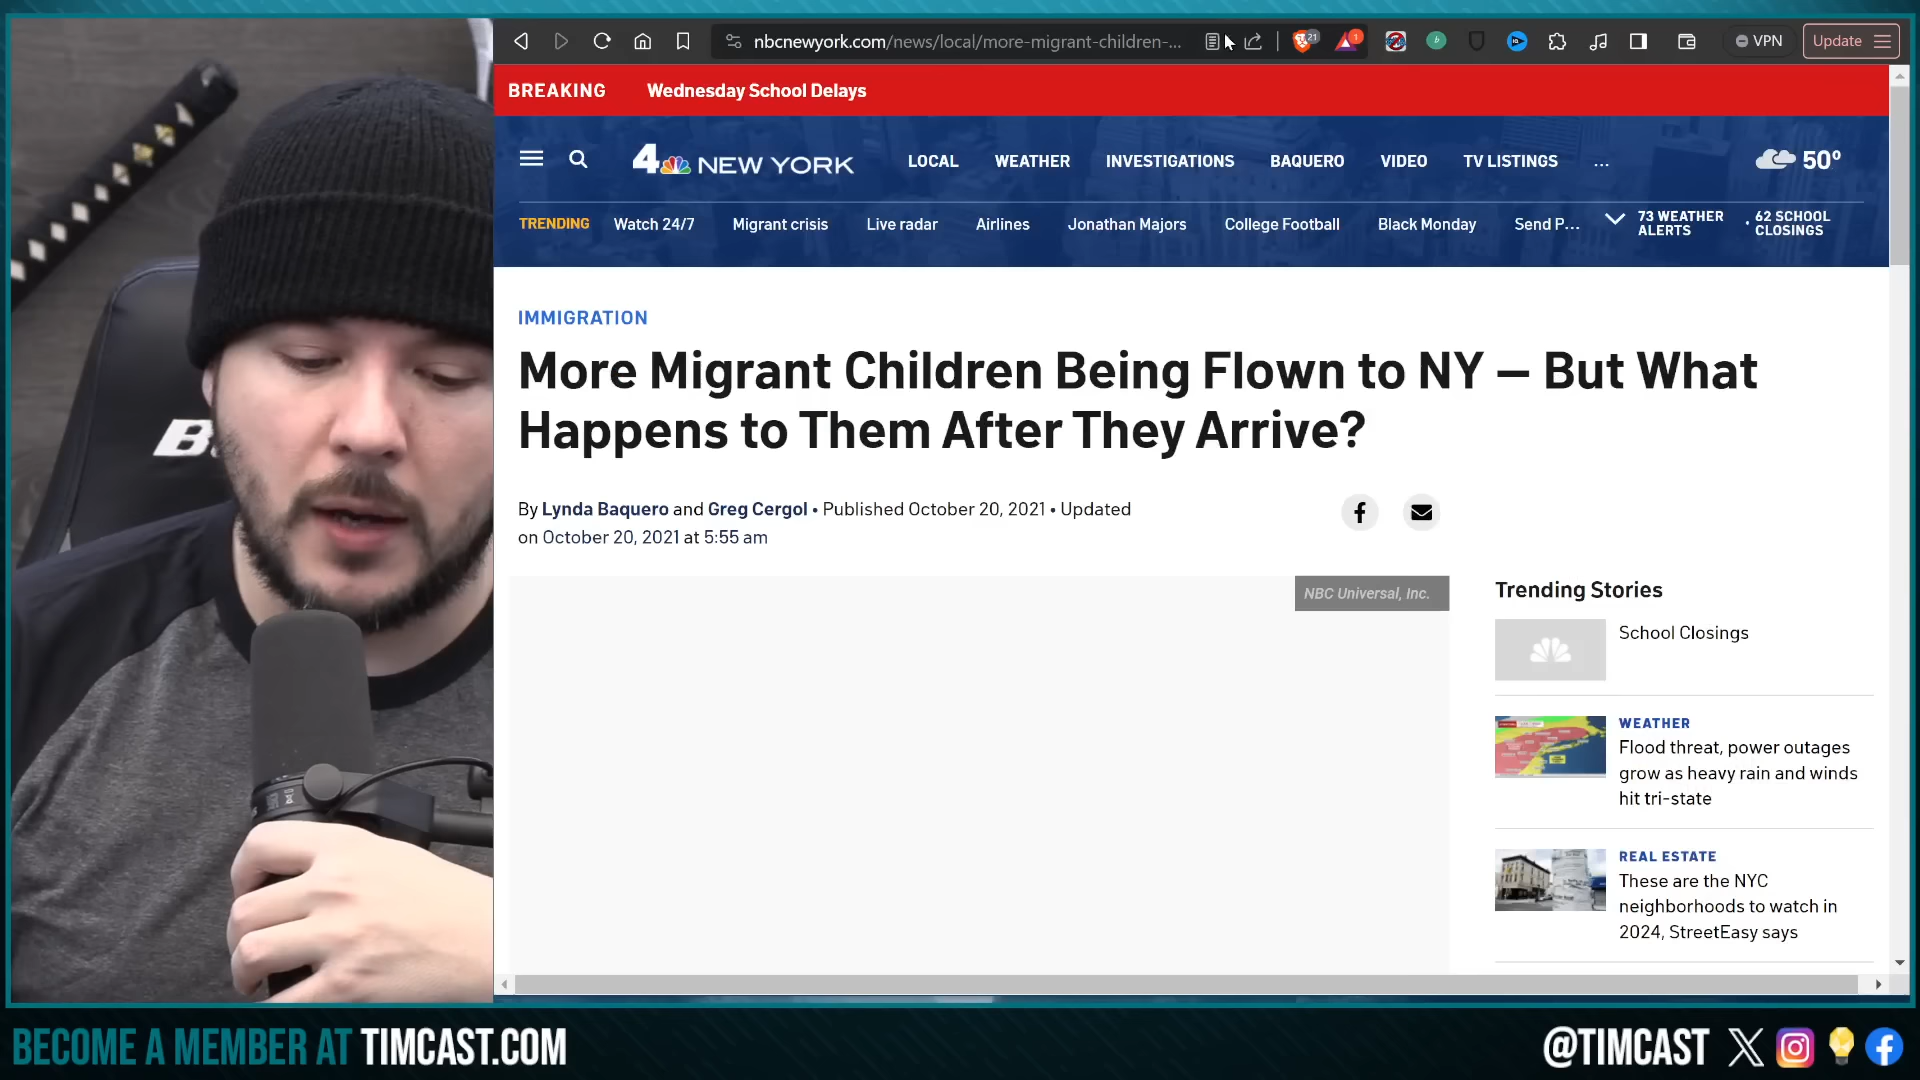 nbcnewyork.com/news/local/more-migrant-children-...
21
1
VPN
Update
BREAKING Wednesday School Delays
4 NEW YORK
LOCAL WEATHER INVESTIGATIONS BAQUERO VIDEO TV LISTINGS ...
50°
TRENDING Watch 24/7 Migrant crisis Live radar Airlines Jonathan Majors College Football Black Monday Send P...
73 WEATHER
ALERTS
62 SCHOOL
CLOSINGS
IMMIGRATION
More Migrant Children Being Flown to NY — But What
Happens to Them After They Arrive?
By Lynda Baquero and Greg Cergol • Published October 20, 2021 • Updated
on October 20, 2021 at 5:55 am
NBC Universal, Inc.
Trending Stories
School Closings
WEATHER
Flood threat, power outages
grow as heavy rain and winds
hit tri-state
REAL ESTATE
These are the NYC
neighborhoods to watch in
2024, StreetEasy says
BECOME A MEMBER AT TIMCAST.COM
@TIMCAST